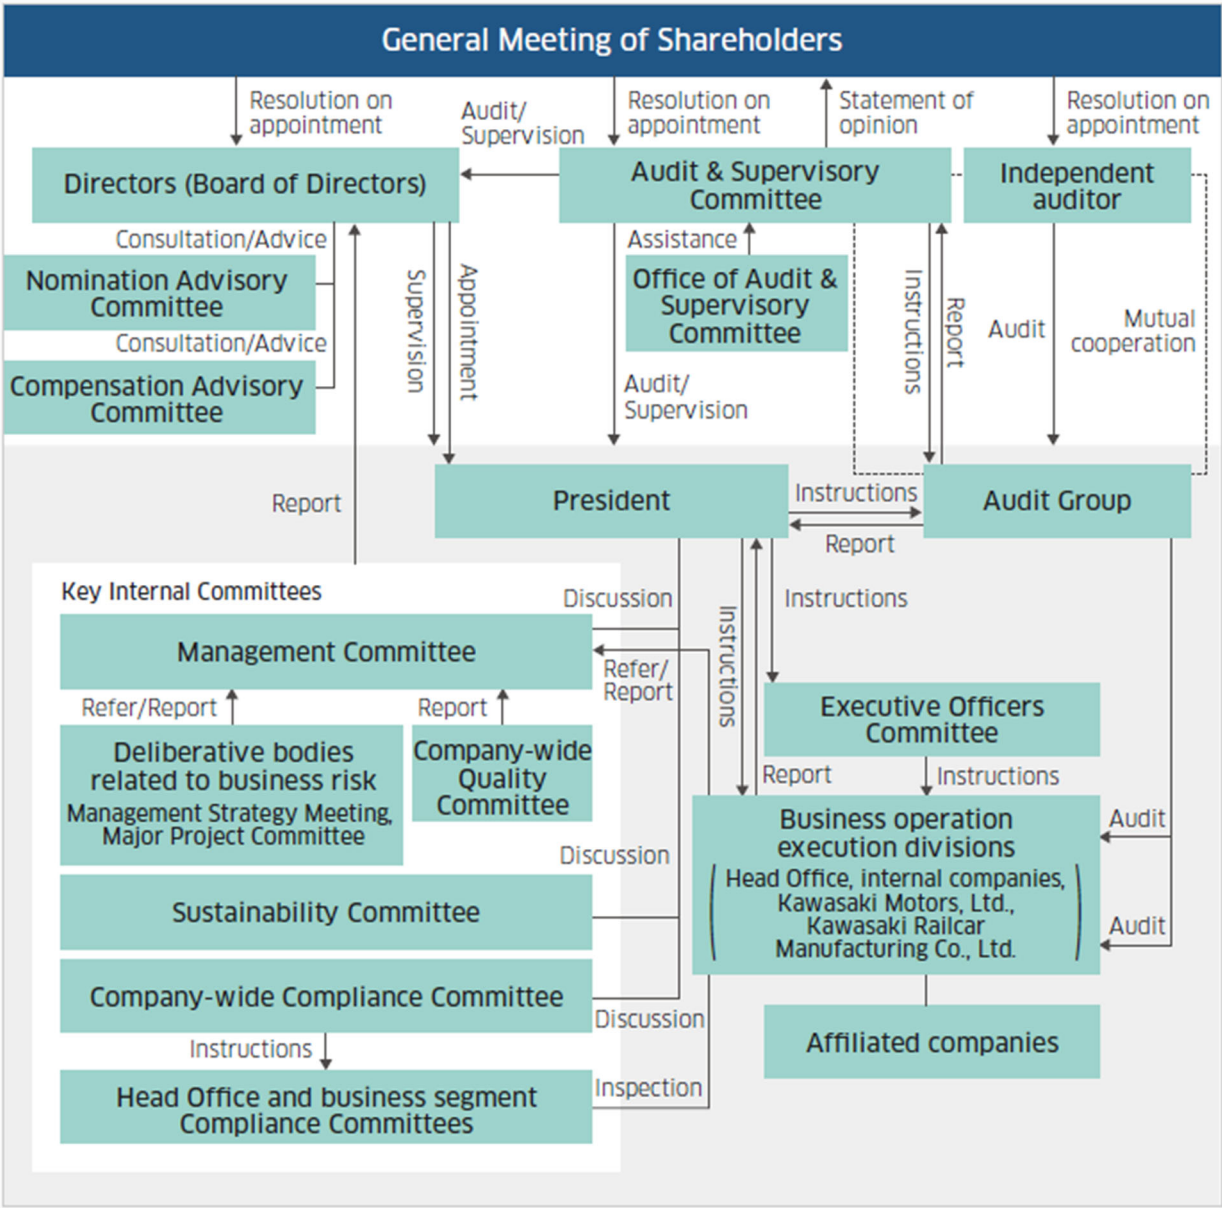 General Meeting of Shareholders
Resolution on
appointment
Audit/
Supervision
Resolution on
appointment
Statement of
opinion
Resolution on
appointment
Directors (Board of Directors)
Audit & Supervisory
Committee
Independent
auditor
Consultation/Advice
Nomination Advisory
Committee
Consultation/Advice
Compensation Advisory
Committee
Supervision
Appointment
Assistance
Office of Audit &
Supervisory
Committee
Audit/
Supervision
Instructions
Report
Audit
Mutual
cooperation
Report
President
Instructions
Report
Audit Group
Key Internal Committees
Discussion
Management Committee
Refer/
Report
Instructions
Instructions
Refer/Report
Report
Deliberative bodies
related to business risk
Management Strategy Meeting,
Major Project Committee
Company-wide
Quality
Committee
Executive Officers
Committee
Report
Instructions
Discussion
Business operation
execution divisions
Head Office, internal companies,
Kawasaki Motors, Ltd.,
Kawasaki Railcar
Manufacturing Co., Ltd.
Audit
Audit
Sustainability Committee
Company-wide Compliance Committee
Discussion
Affiliated companies
Instructions
Head Office and business segment
Compliance Committees
Inspection